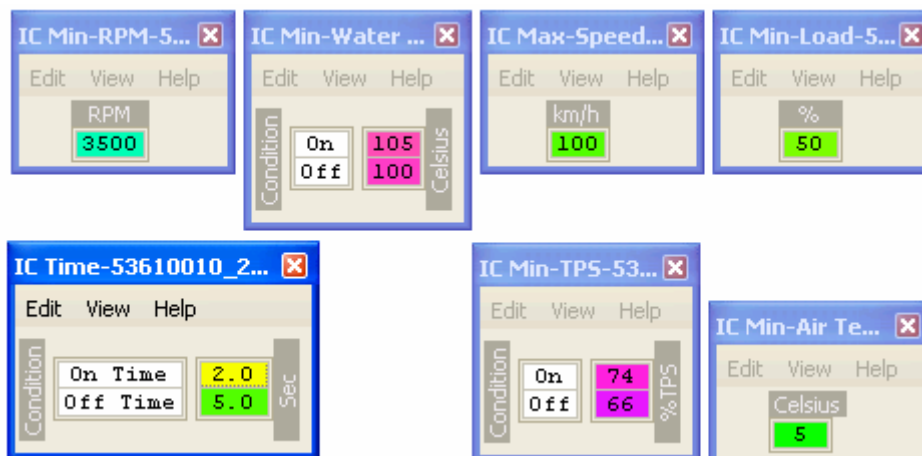 IC Min-RPM-5...
Edit View Help
RPM
3500
IC Min-Water ...
Edit View Help
Condition
On 105
Off 100
Celsius
IC Max-Speed...
Edit View Help
km/h
100
IC Min-Load-5...
Edit View Help
%
50
IC Time-53610010_2...
Edit View Help
Condition
On Time 2.0
Off Time 5.0
Sec
IC Min-TPS-53...
Edit View Help
Condition
On 74
Off 66
%TPS
IC Min-Air Te...
Edit View Help
Celsius
5